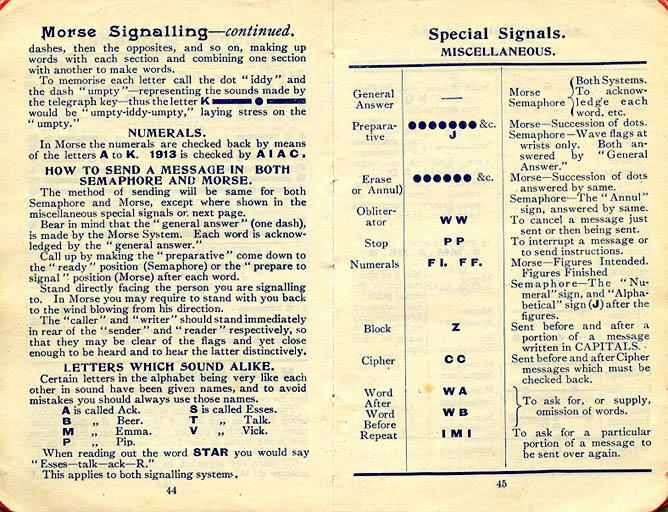 Morse Signalling—continued.
dashes, then the opposites, and so on, making up
words with each section and combining one section
with another to make words.
To memorise each letter call the dot "iddy" and
the dash "umpty"—representing the sounds made by
the telegraph key—thus the letter K
would be "umpty-iddy-umpty," laying stress on the
"umpty."
NUMERALS.
In Morse the numerals are checked back by means
of the letters A to K. 1913 is checked by A I A C.
HOW TO SEND A MESSAGE IN BOTH
SEMAPHORE AND MORSE.
The method of sending will be same for both
Semaphore and Morse, except where shown in the
miscellaneous special signals or next page.
Bear in mind that the "general answer" (one dash),
is made by the Morse System. Each word is acknow-
ledged by the "general answer."
Call up by making the "preparative" come down to
the "ready" position (Semaphore) or the "prepare to
signal" position (Morse) after each word.
Stand directly facing the person you are signalling
to. In Morse you may require to stand with you back
to the wind blowing from his direction.
The "caller" and "writer" should stand immediately
in rear of the "sender" and "reader" respectively, so
that they may be clear of the flags and yet close
enough to be heard and to hear the latter distinctively.
LETTERS WHICH SOUND ALIKE.
Certain letters in the alphabet being very like each
other in sound have been given names, and to avoid
mistakes you should always use those names.
A is called Ack. S is called Esses.
B ,, Beer. T ,, Talk.
M ,, Emma. V ,, Vick.
P ,, Pip.
When reading out the word STAR you would say
"Esses—talk—ack—R."
This applies to both signalling systems.
44
Special Signals.
MISCELLANEOUS.
General
Answer
—
Morse
Semaphore
Both Systems.
To acknow-
ledge each
word, etc.
Prepara-
tive
●●●●●●● &c.
J
Morse—Succession of dots.
Semaphore—Wave flags at
wrists only. Both an-
swered by "General
Answer."
Erase
or Annul)
●●●●●● &c.
Morse—Succession of dots
answered by same.
Semaphore—The "Annul"
sign, answered by same.
Obliter-
ator
W W
To cancel a message just
sent or then being sent.
Stop
P P
To interrupt a message or
to send instructions.
Numerals
F I. F F.
Morse—Figures Intended.
Figures Finished
Semaphore—The "Nu-
meral" sign, and "Alpha-
betical" sign (J) after the
figures.
Block
Z
Sent before and after a
portion of a message
written in CAPITALS.
Cipher
C C
Sent before and after Cipher
messages which must be
checked back.
Word
After
W A
Word
Before
W B
To ask for, or supply,
omission of words.
Repeat
I M I
To ask for a particular
portion of a message to
be sent over again.
45